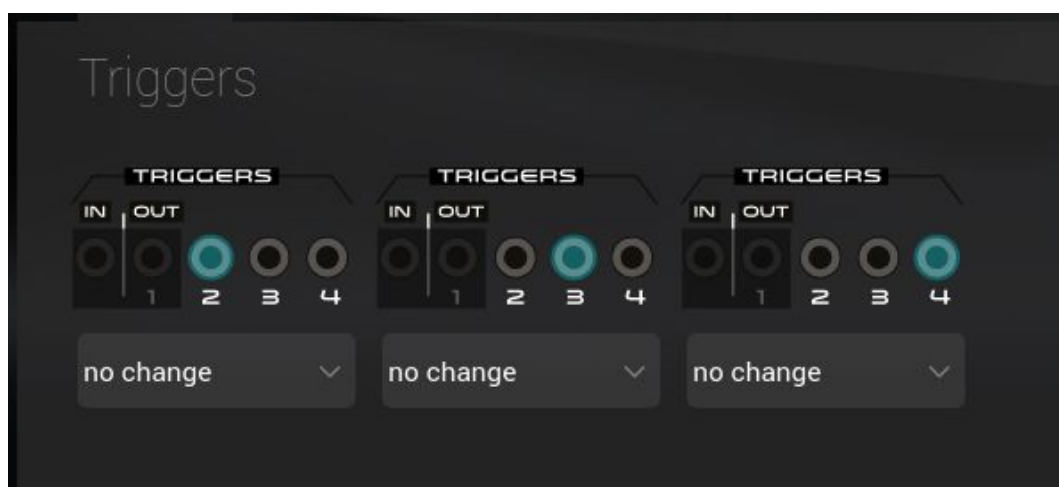 Triggers
TRIGGERS
IN OUT
1 2 3 4
no change
TRIGGERS
IN OUT
1 2 3 4
no change
TRIGGERS
IN OUT
1 2 3 4
no change